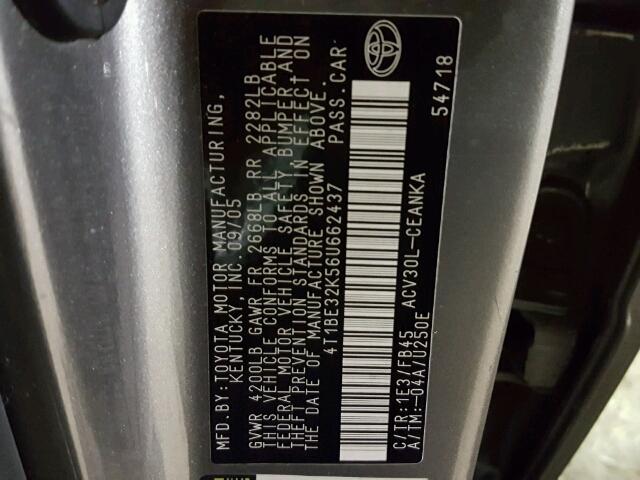 MFD.BY:TOYOTA MOTOR MANUFACTURING,
KENTUCKY, INC. 09/05
GVWR 4200LB GAWR FR 2668LB RR 2282LB
THIS VEHICLE CONFORMS TO ALL APPLICABLE
FEDERAL MOTOR VEHICLE SAFETY BUMPER, AND
THEFT PREVENTION STANDARDS IN EFFECT ON
THE DATE OF MANUFACTURE SHOWN ABOVE.
4T1BE32K56U662437 PASS.CAR
C/TR:1E3/FB45 ACV30L-CEANKA
A/TM:-04A/U250E 54718